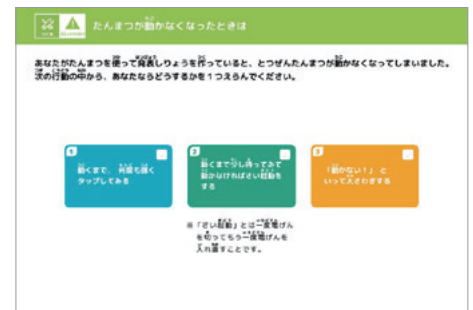 たんまつが動かなくなったときは
あなたがたんまつを使って発表しりょうを作っていると、とつぜんたんまつが動かなくなってしまいました。
次の行動の中から、あなたならどうするかを1つえらんでください。
1
動くまで、何度も強く
タップしてみる
2
動くまで少し待ってみて
動かなければさい起動を
する
3
「動かない！」と
いって大さわぎする
※「さい起動」とは一度電げん
を切ってもう一度電げんを
入れ直すことです。